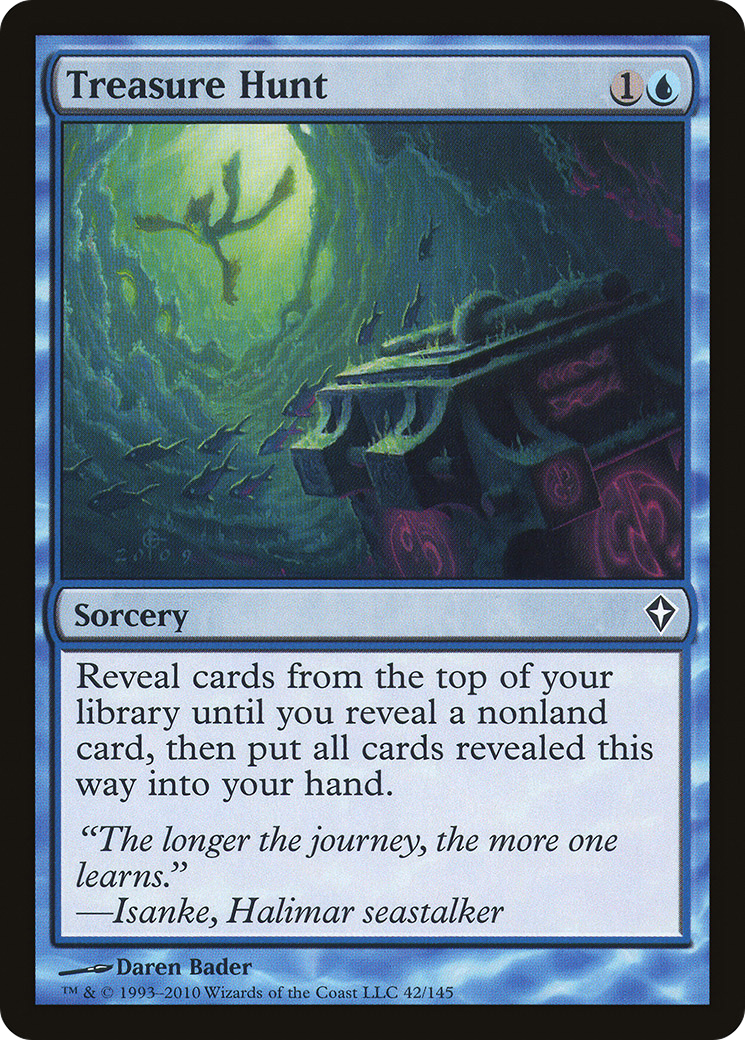 Treasure Hunt
1
2009
Sorcery
Reveal cards from the top of your
library until you reveal a nonland
card, then put all cards revealed this
way into your hand.
“The longer the journey, the more one
learns.”
—Isanke, Halimar seastalker
Daren Bader
™ & © 1993–2010 Wizards of the Coast LLC 42/145